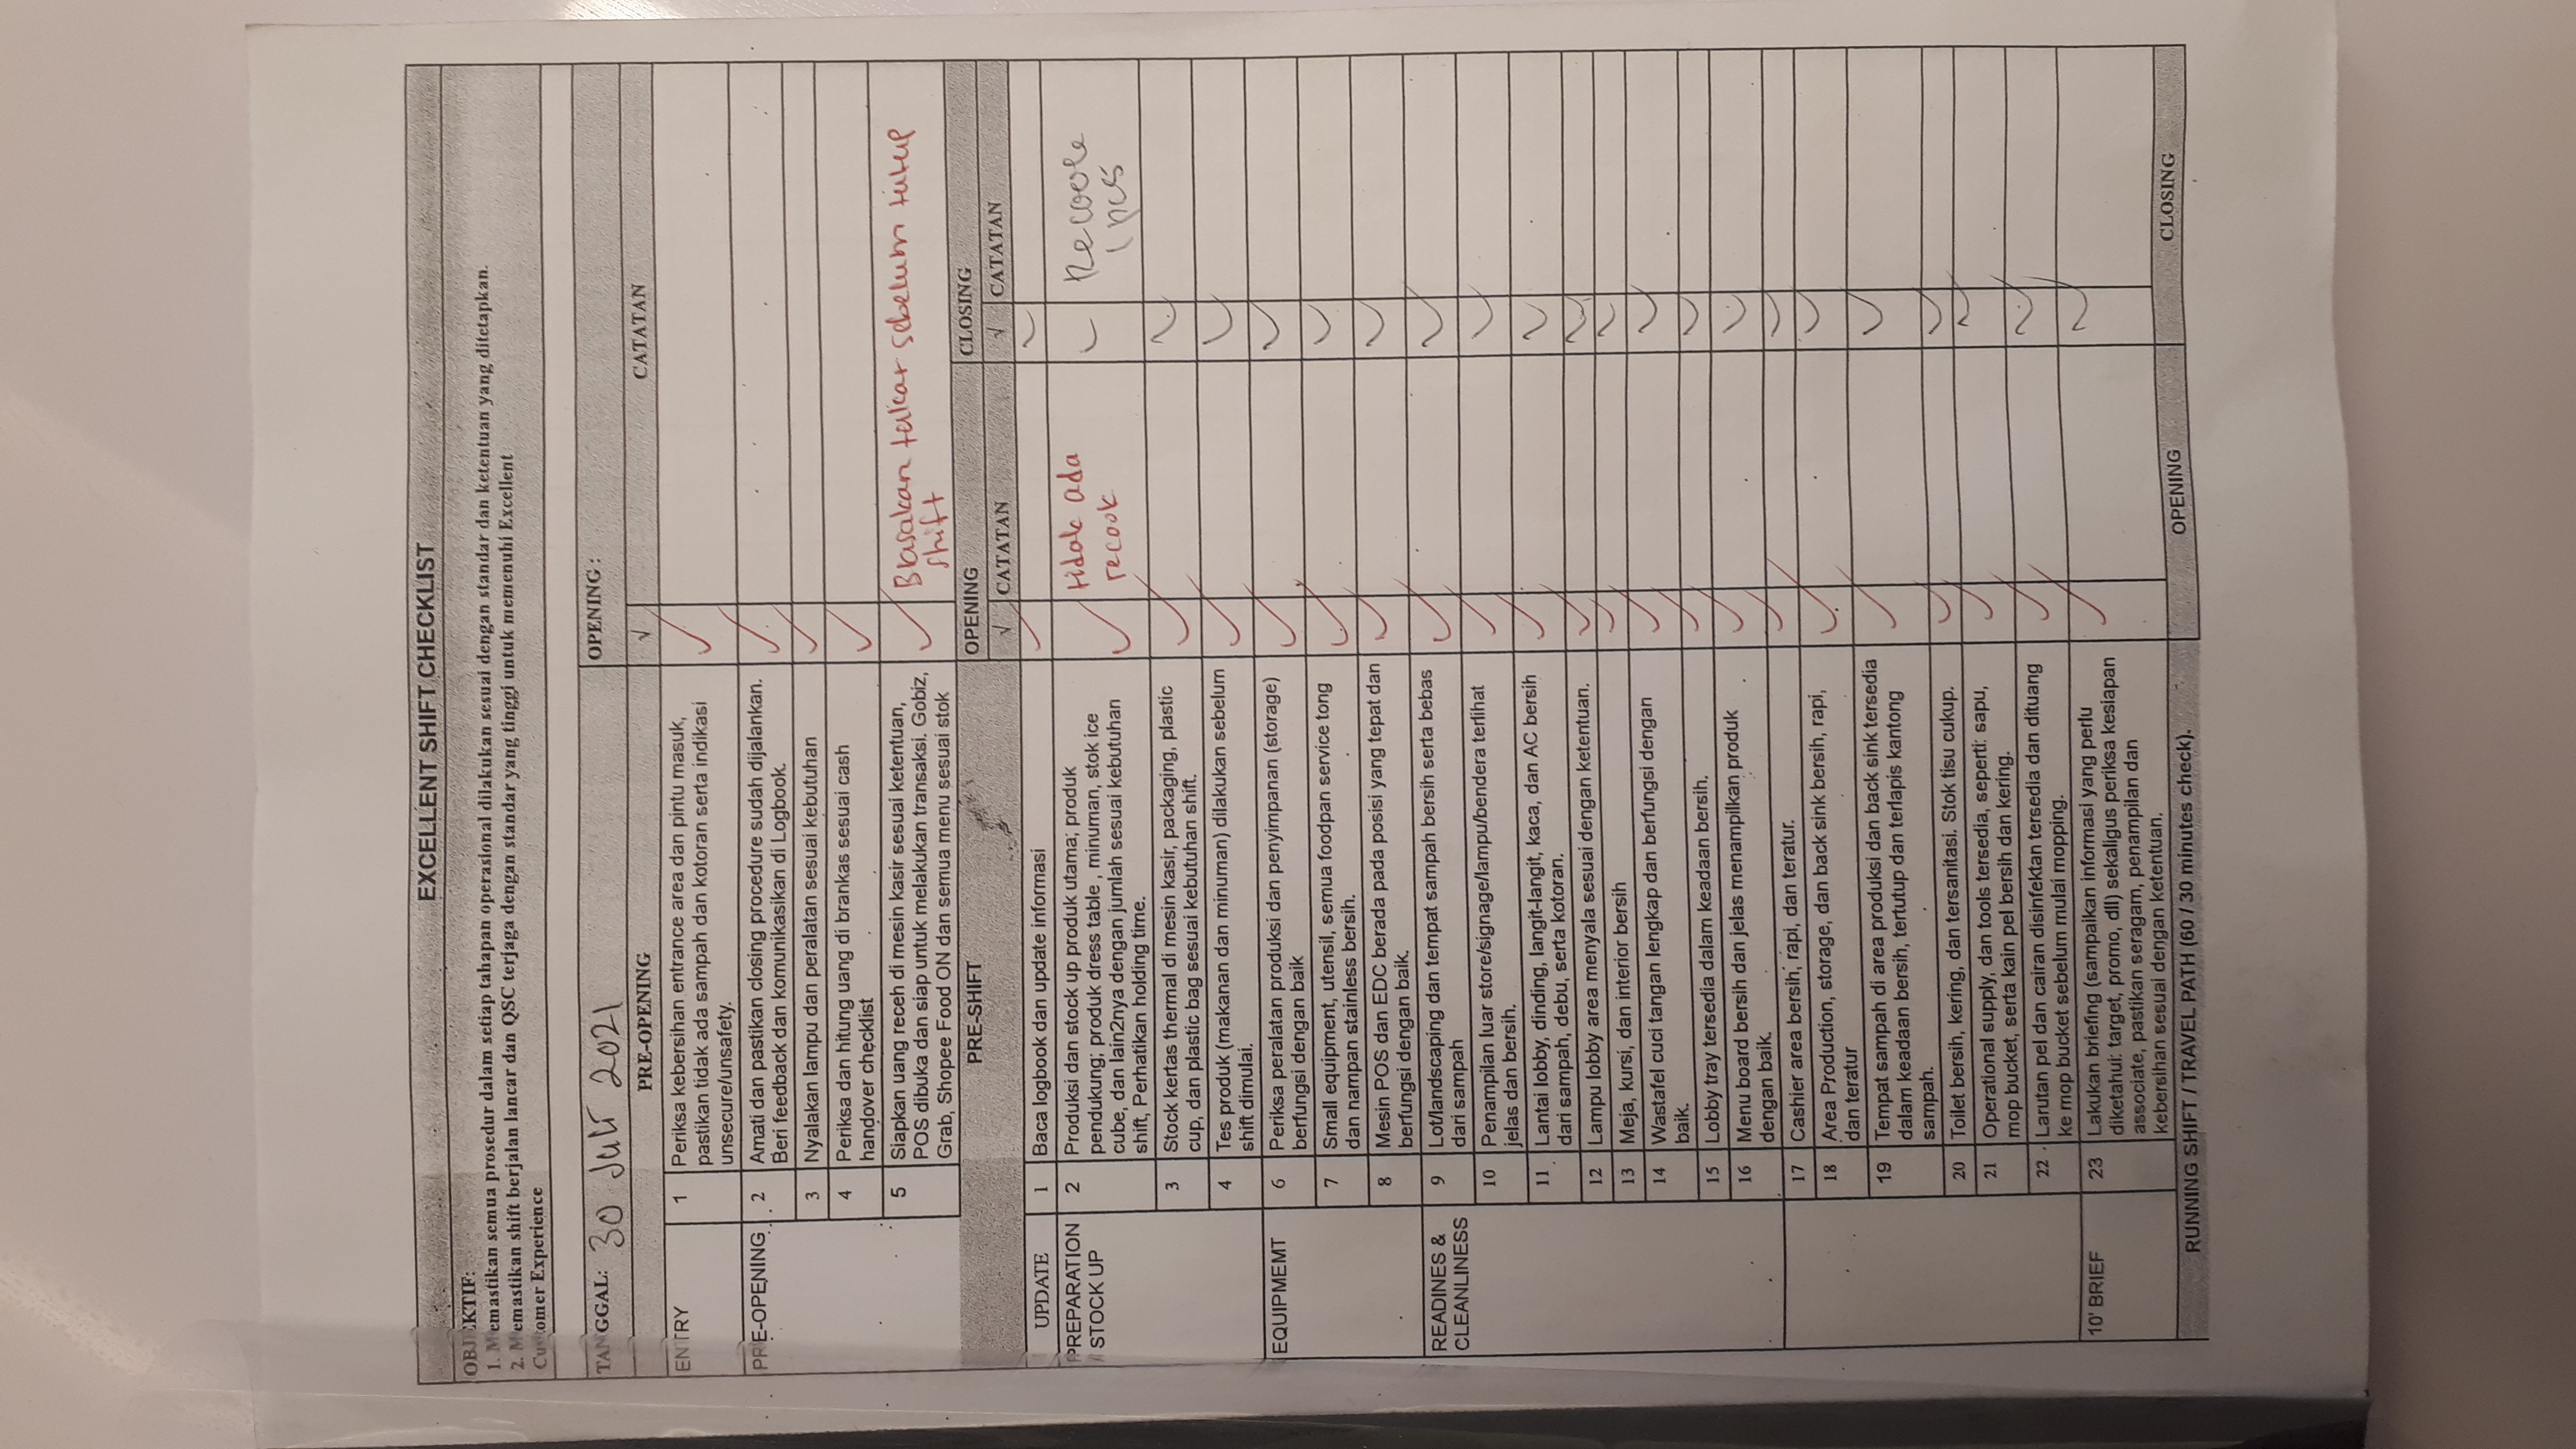 EXCELLENT SHIFT CHECKLIST
OBJEKTIF:
1. Memastikan semua prosedur dalam setiap tahapan operasional dilakukan sesuai dengan standar dan ketentuan yang ditetapkan.
2. Memastikan shift berjalan lancar dan QSC terjaga dengan standar yang tinggi untuk memenuhi Excellent
Customer Experience
TANGGAL: 30 Juli 2021 OPENING :
PRE-OPENING √ CATATAN
ENTRY 1 Periksa kebersihan entrance area dan pintu masuk,
pastikan tidak ada sampah dan kotoran serta indikasi
unsecure/unsafety.
PRE-OPENING 2 Amati dan pastikan closing procedure sudah dijalankan.
Beri feedback dan komunikasikan di Logbook.
3 Nyalakan lampu dan peralatan sesuai kebutuhan
4 Periksa dan hitung uang di brankas sesuai cash
handover checklist
5 Siapkan uang receh di mesin kasir sesuai ketentuan,
POS dibuka dan siap untuk melakukan transaksi. Gobiz,
Grab, Shopee Food ON dan semua menu sesuai stok
Biasakan tukar sebelum tutup
shift
PRE-SHIFT OPENING CLOSING
√ CATATAN √ CATATAN
UPDATE 1 Baca logbook dan update informasi
PREPARATION 2 Produksi dan stock up produk utama; produk
/ STOCK UP pendukung; produk dress table , minuman, stok ice
cube, dan lain2nya dengan jumlah sesuai kebutuhan
shift, Perhatikan holding time.
tidak ada
recook
1 pcs
3 Stock kertas thermal di mesin kasir, packaging, plastic
cup, dan plastic bag sesuai kebutuhan shift.
4 Tes produk (makanan dan minuman) dilakukan sebelum
shift dimulai.
EQUIPMEMT 6 Periksa peralatan produksi dan penyimpanan (storage)
berfungsi dengan baik
7 Small equipment, utensil, semua foodpan service tong
dan nampan stainless bersih.
8 Mesin POS dan EDC berada pada posisi yang tepat dan
berfungsi dengan baik.
READINES & 9 Lot/landscaping dan tempat sampah bersih serta bebas
CLEANLINESS dari sampah
10 Penampilan luar store/signage/lampu/bendera terlihat
jelas dan bersih.
11 Lantai lobby, dinding, langit-langit, kaca, dan AC bersih
dari sampah, debu, serta kotoran.
12 Lampu lobby area menyala sesuai dengan ketentuan.
13 Meja, kursi, dan interior bersih
14 Wastafel cuci tangan lengkap dan berfungsi dengan
baik.
15 Lobby tray tersedia dalam keadaan bersih.
16 Menu board bersih dan jelas menampilkan produk
dengan baik.
17 Cashier area bersih, rapi, dan teratur.
18 Area Production, storage, dan back sink bersih, rapi,
dan teratur
19 Tempat sampah di area produksi dan back sink tersedia
dalam keadaan bersih, tertutup dan terlapis kantong
sampah.
20 Toilet bersih, kering, dan tersanitasi. Stok tisu cukup.
21 Operational supply, dan tools tersedia, seperti: sapu,
mop bucket, serta kain pel bersih dan kering.
22 Larutan pel dan cairan disinfektan tersedia dan dituang
ke mop bucket sebelum mulai mopping.
10' BRIEF 23 Lakukan briefing (sampaikan informasi yang perlu
diketahui: target, promo, dll) sekaligus periksa kesiapan
associate, pastikan seragam, penampilan dan
kebersihan sesuai dengan ketentuan.
RUNNING SHIFT / TRAVEL PATH (60 / 30 minutes check). OPENING CLOSING